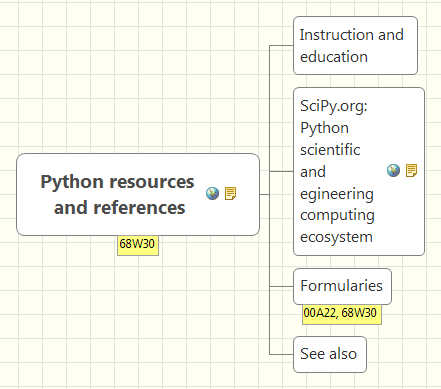 Python resources
and references
68W30
Instruction and
education
SciPy.org:
Python
scientific
and
egineering
computing
ecosystem
Formularies
00A22, 68W30
See also